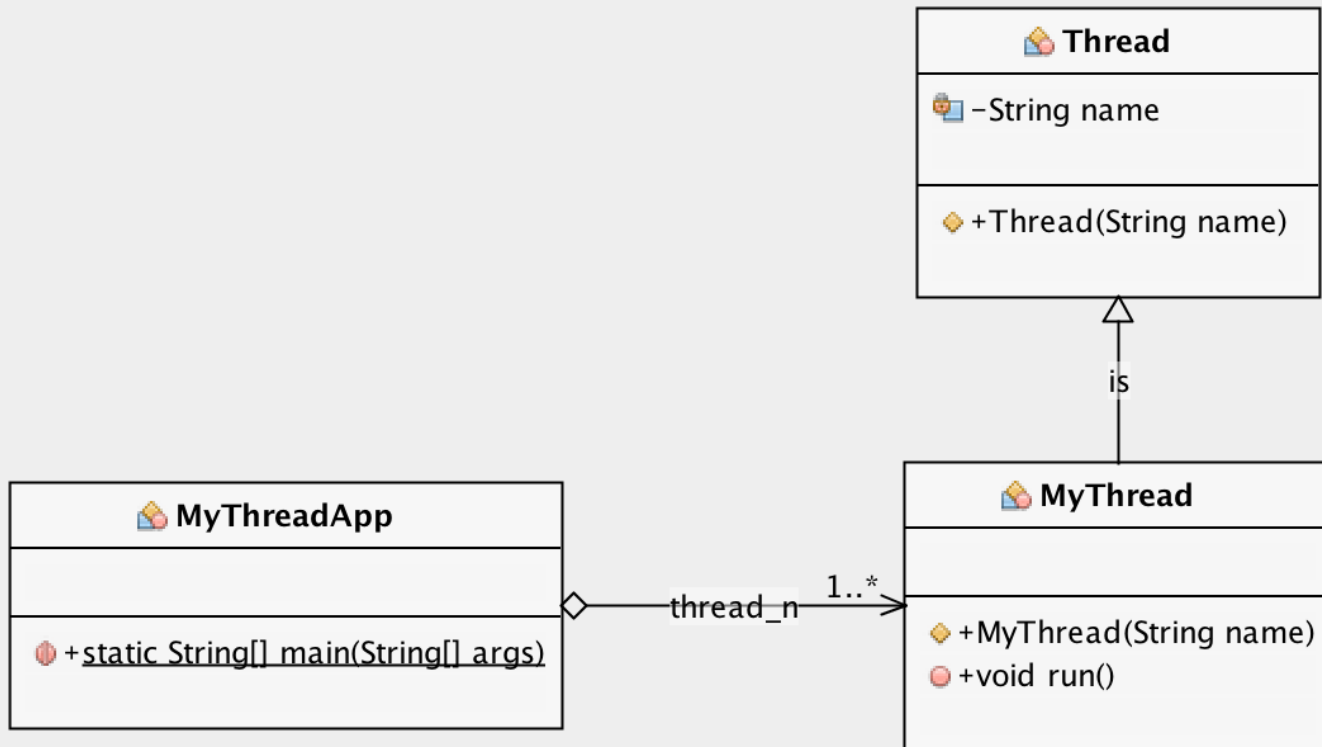 Thread
-String name
+Thread(String name)
is
MyThreadApp
+static String[] main(String[] args)
thread_n
1..*
MyThread
+MyThread(String name)
+void run()